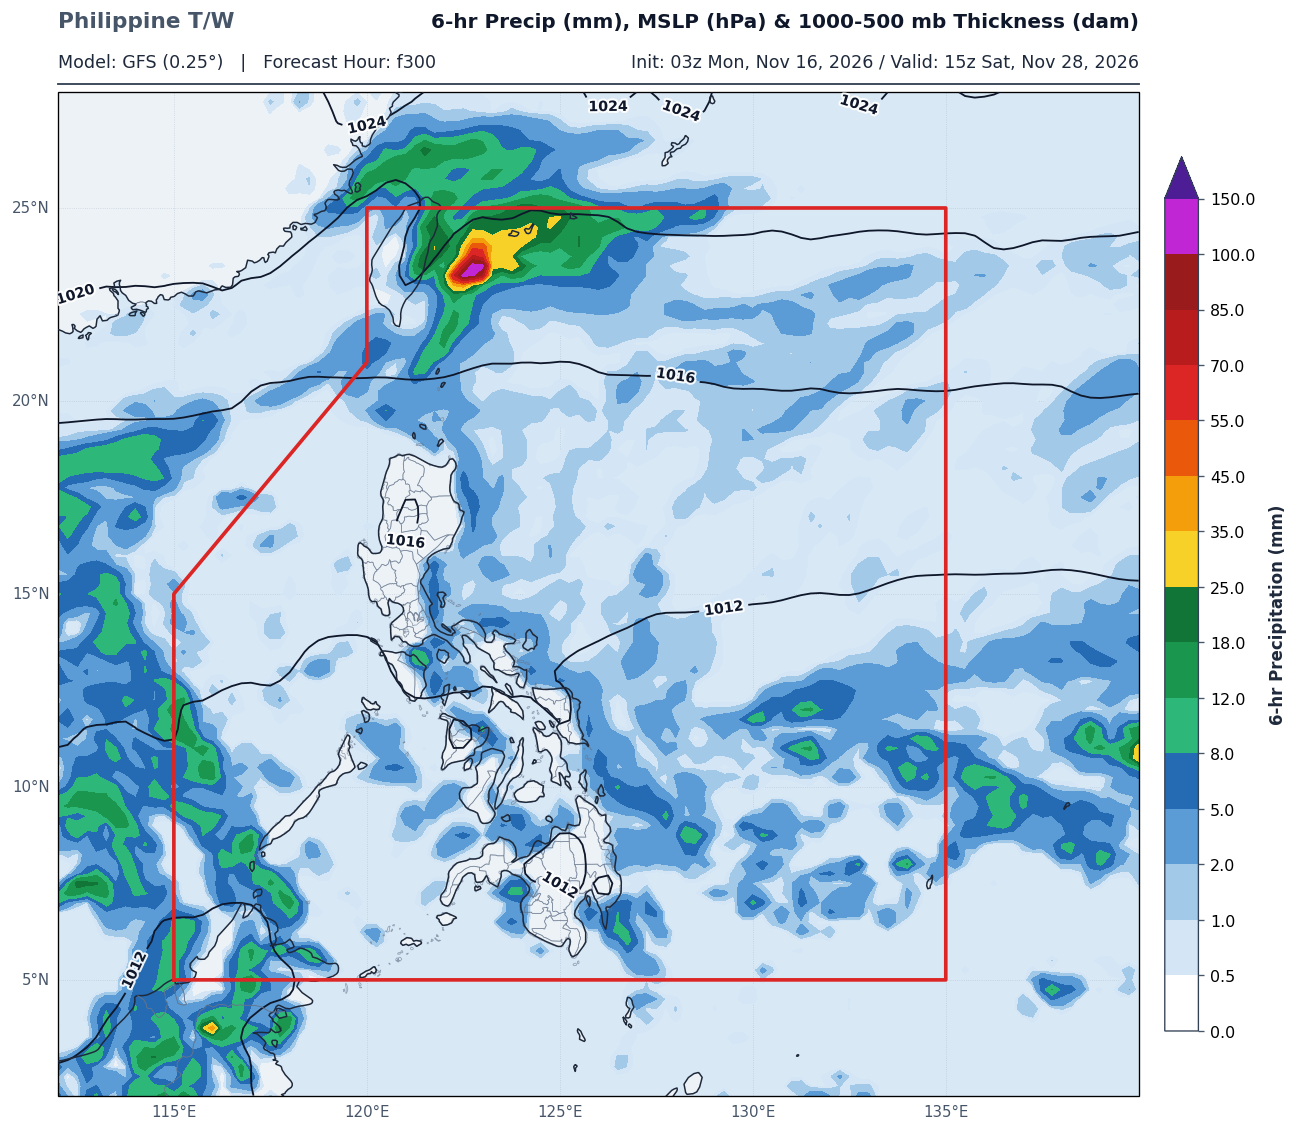 Philippine T/W
6-hr Precip (mm), MSLP (hPa) & 1000-500 mb Thickness (dam)
Model: GFS (0.25°) | Forecast Hour: f300
Init: 03z Mon, Nov 16, 2026 / Valid: 15z Sat, Nov 28, 2026
1024
1024
1024
1024
1020
1016
1016
1012
1012
1012
25°N
20°N
15°N
10°N
5°N
115°E
120°E
125°E
130°E
135°E
150.0
100.0
85.0
70.0
55.0
45.0
35.0
25.0
18.0
12.0
8.0
5.0
2.0
1.0
0.5
0.0
6-hr Precipitation (mm)